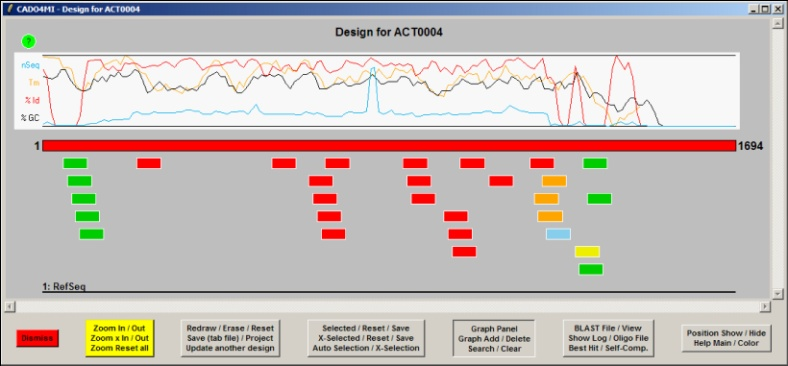 CADO4MI - Design for ACT0004
Design for ACT0004
?
nSeq
Tm
% Id
% GC
1
1694
1: RefSeq
Dismiss
Zoom In / Out
Zoom x In / Out
Zoom Reset all
Redraw / Erase / Reset
Save (tab file) / Project
Update another design
Selected / Reset / Save
X-Selected / Reset / Save
Auto Selection / X-Selection
Graph Panel
Graph Add / Delete
Search / Clear
BLAST File / View
Show Log / Oligo File
Best Hit / Self-Comp.
Position Show / Hide
Help Main / Color